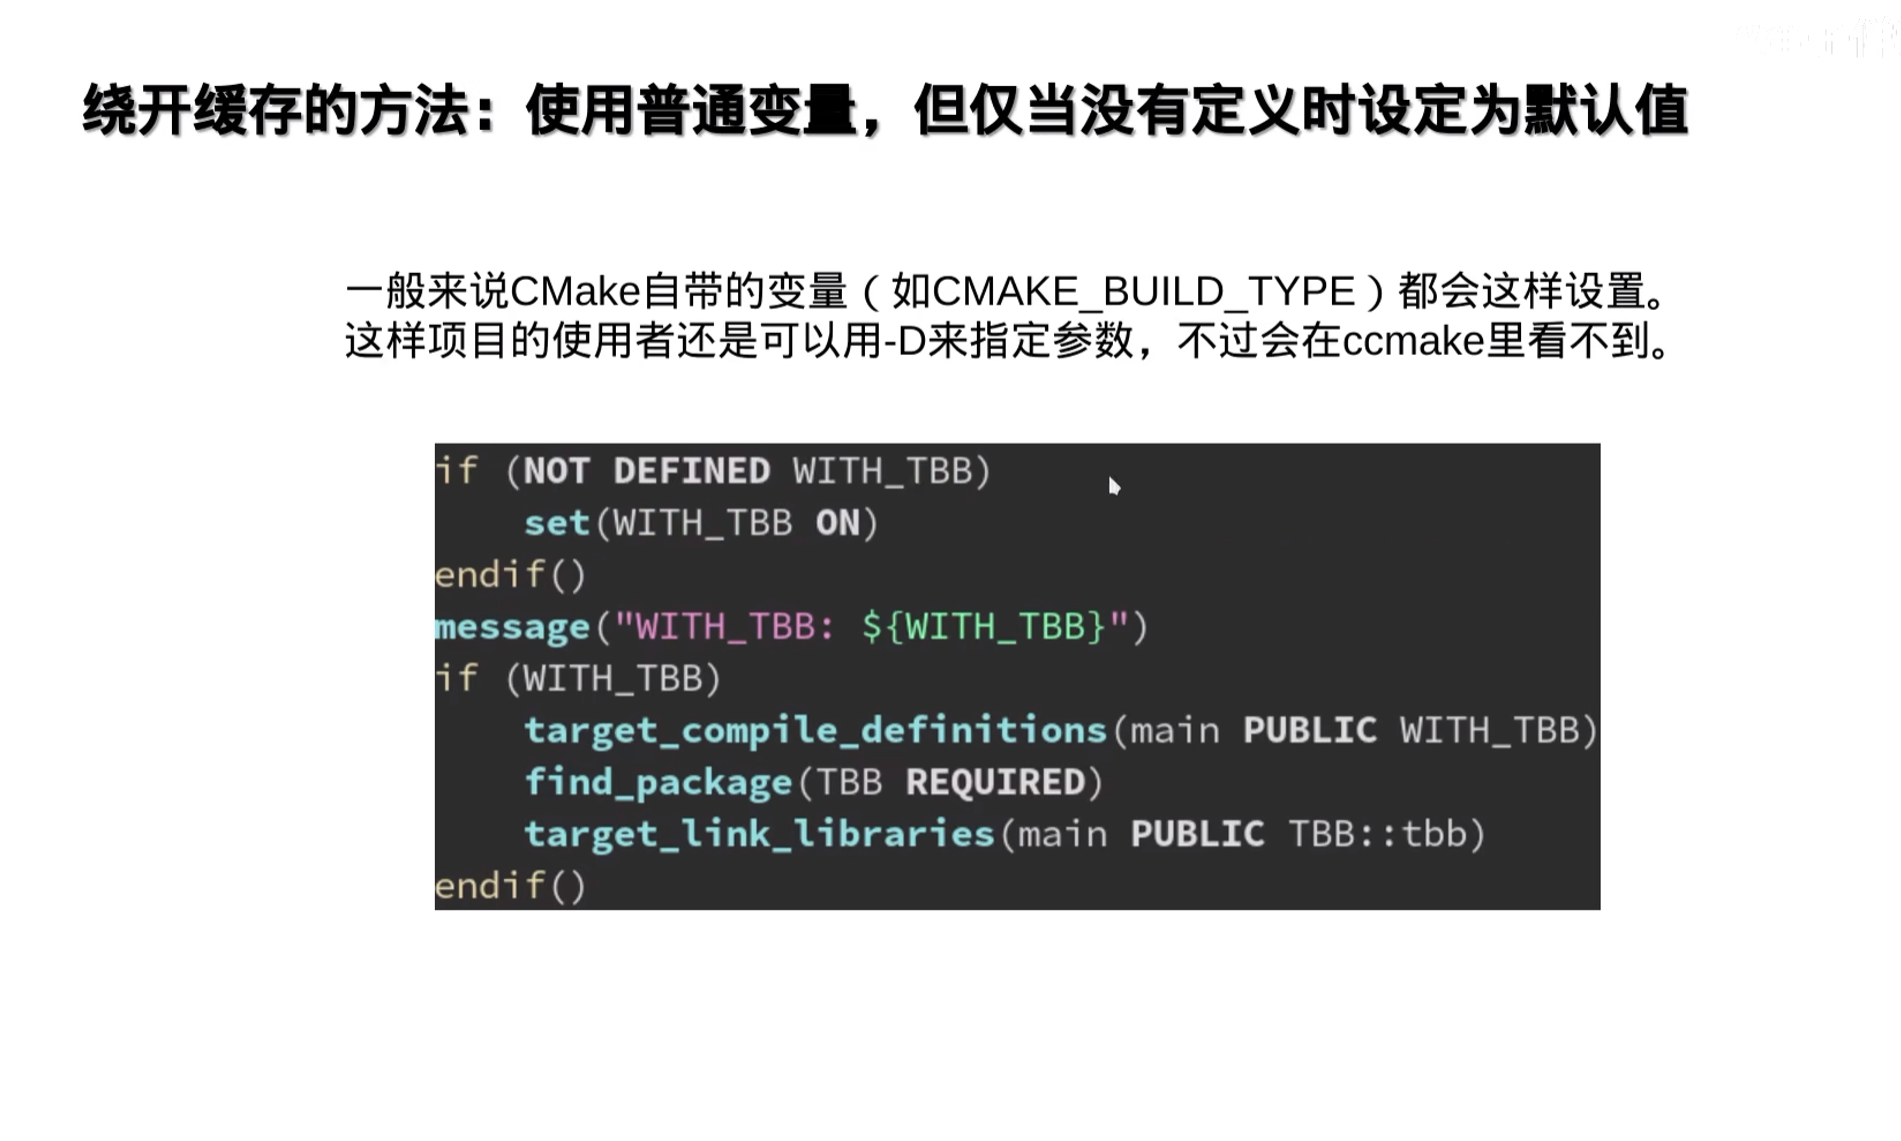 绕开缓存的方法：使用普通变量，但仅当没有定义时设定为默认值
一般来说CMake自带的变量（如CMAKE_BUILD_TYPE）都会这样设置。
这样项目的使用者还是可以用-D来指定参数，不过会在ccmake里看不到。
if (NOT DEFINED WITH_TBB)
    set(WITH_TBB ON)
endif()
message("WITH_TBB: ${WITH_TBB}")
if (WITH_TBB)
    target_compile_definitions(main PUBLIC WITH_TBB)
    find_package(TBB REQUIRED)
    target_link_libraries(main PUBLIC TBB::tbb)
endif()